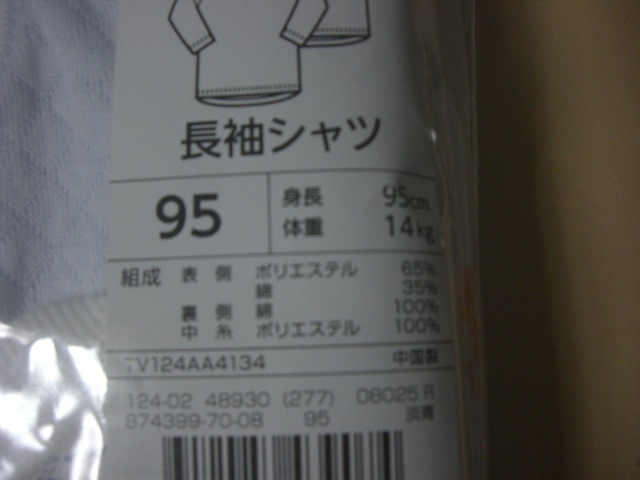 長袖シャツ
95 身長 95cm
体重 14kg
組成 表側 ポリエステル 65%
綿 35%
裏側 綿 100%
中糸 ポリエステル 100%
TV124AA4134 中国製
124-02 48930 (277) 08025 R
874399-70-08 95 淡青